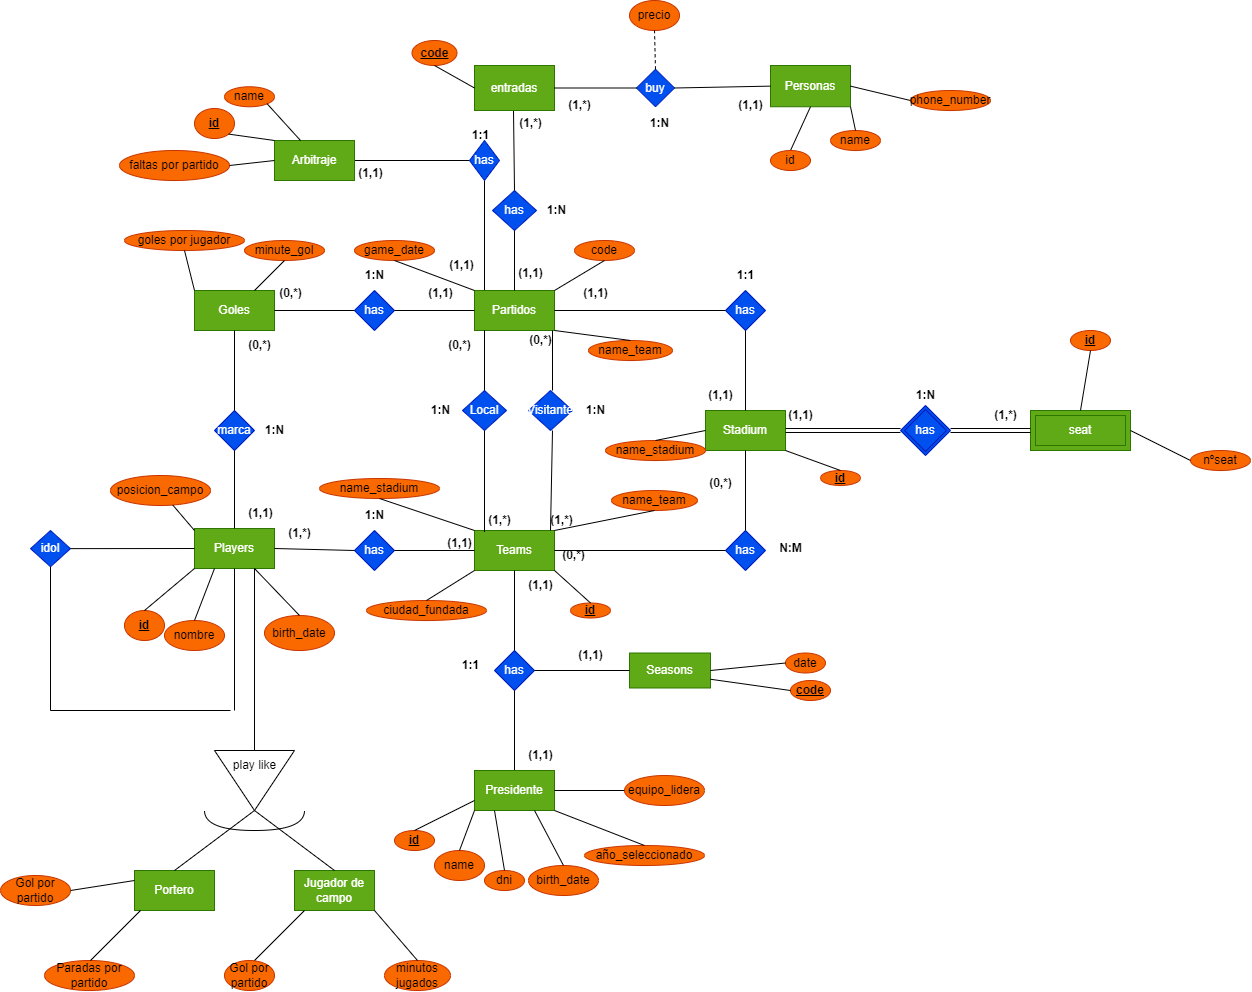 precio
code
entradas
buy
Personas
phone_number
(1,*)
(1,1)
1:N
name
id
name
id
(1,*)
1:1
Arbitraje
has
faltas por partido
(1,1)
has
1:N
goles por jugador
minute_gol
game_date
code
(1,1)
(1,1)
1:N
1:1
(0,*)
(1,1)
(1,1)
Goles
has
Partidos
has
(0,*)
(0,*)
(0,*)
name_team
id
(1,1)
1:N
1:N
Local
Visitante
1:N
(1,1)
(1,*)
marca
1:N
Stadium
has
seat
name_stadium
nºseat
id
posicion_campo
name_stadium
name_team
(0,*)
(1,1)
1:N
(1,*)
(1,*)
(1,*)
idol
Players
has
(1,1)
Teams
(0,*)
has
N:M
(1,1)
id
nombre
birth_date
ciudad_fundada
id
1:1
has
(1,1)
Seasons
date
code
(1,1)
play like
Presidente
equipo_lidera
id
name
dni
birth_date
año_seleccionado
Gol por
partido
Portero
Jugador de
campo
Paradas por
partido
Gol por
partido
minutos
jugados